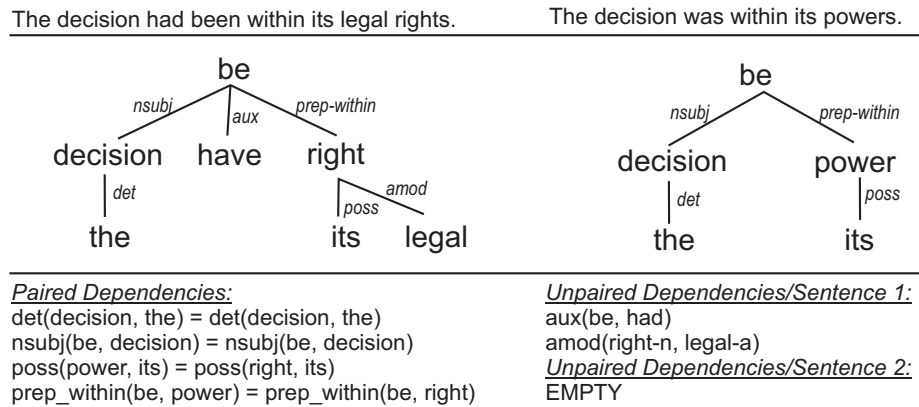 The decision had been within its legal rights.
The decision was within its powers.
be
nsubj aux prep-within
decision have right
det poss amod
the its legal
be
nsubj prep-within
decision power
det poss
the its
Paired Dependencies:
det(decision, the) = det(decision, the)
nsubj(be, decision) = nsubj(be, decision)
poss(power, its) = poss(right, its)
prep_within(be, power) = prep_within(be, right)
Unpaired Dependencies/Sentence 1:
aux(be, had)
amod(right-n, legal-a)
Unpaired Dependencies/Sentence 2:
EMPTY